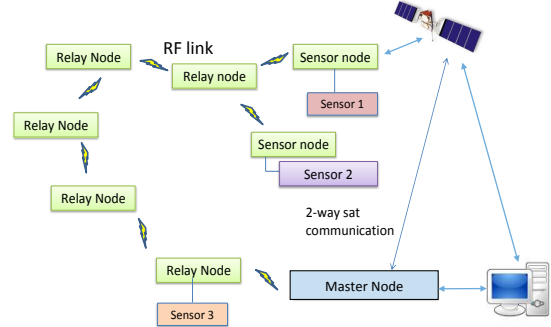 RF link
Relay Node
Relay node
Sensor node
Sensor 1
Relay Node
Sensor node
Sensor 2
Relay Node
2-way sat
communication
Relay Node
Master Node
Sensor 3